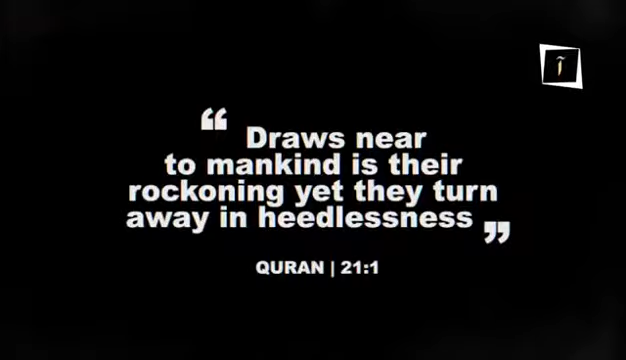 “ Draws near
to mankind is their
rockoning yet they turn
away in heedlessness ”
QURAN | 21:1